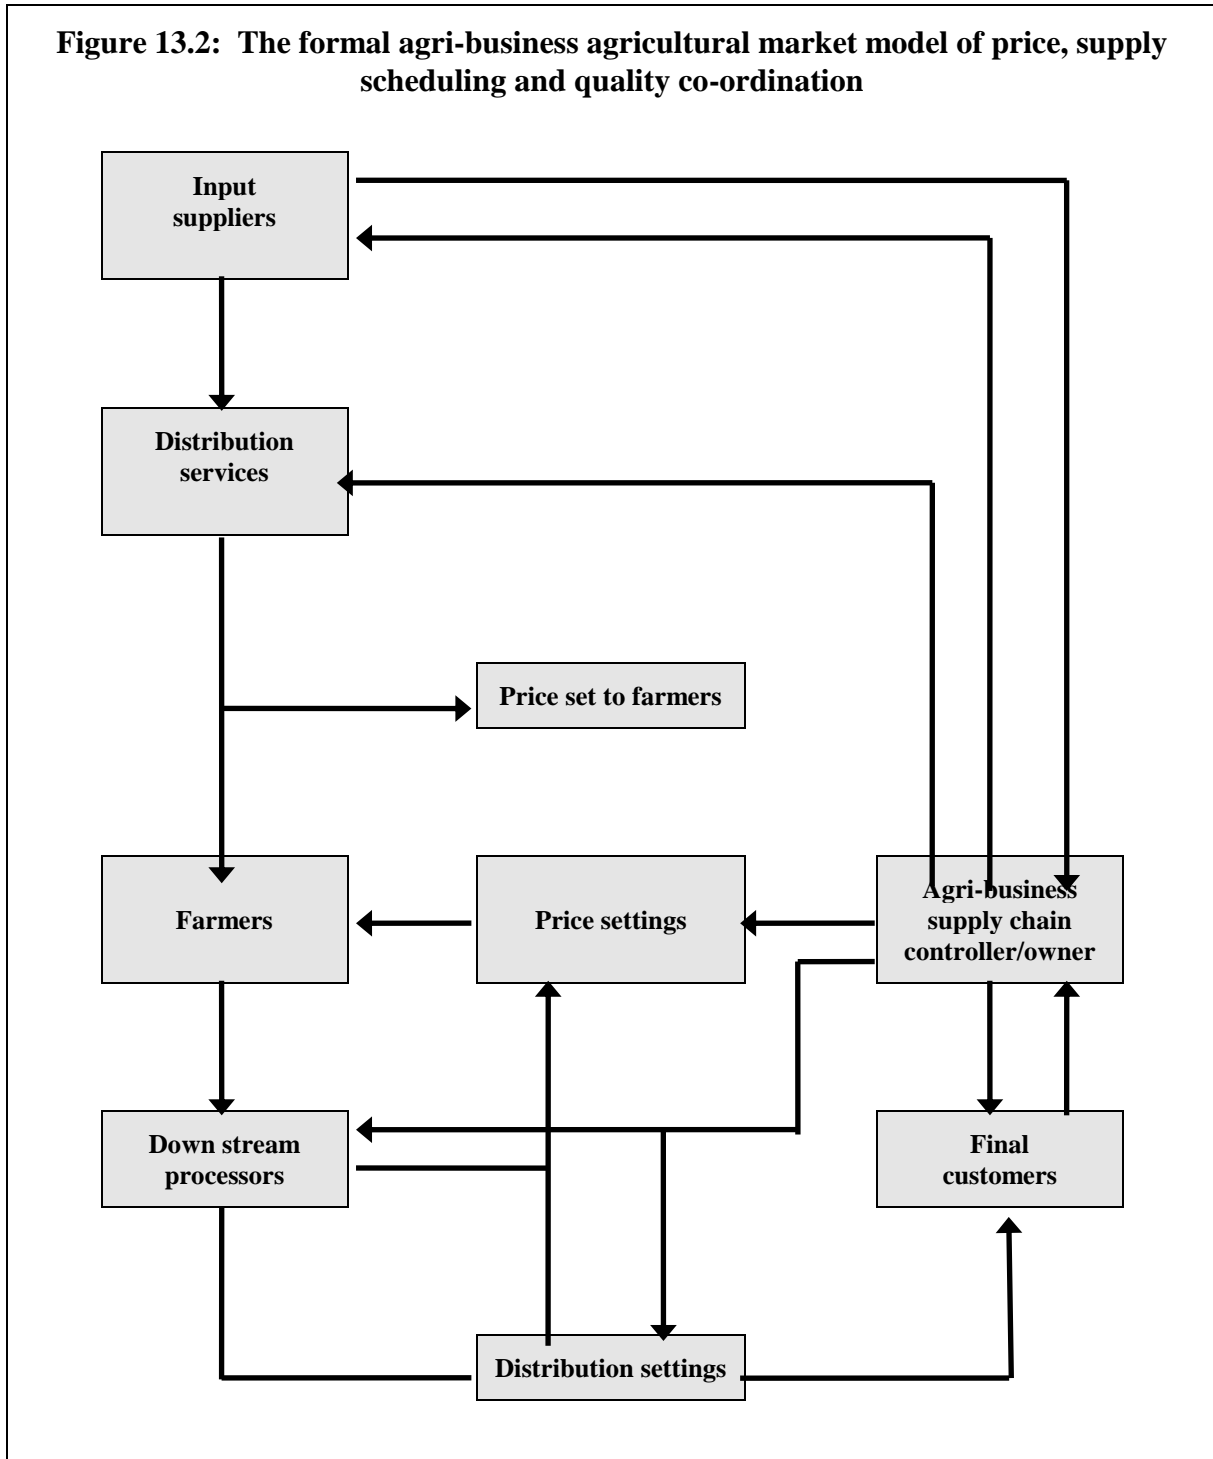 Figure 13.2: The formal agri-business agricultural market model of price, supply
scheduling and quality co-ordination
Input
suppliers
Distribution
services
Price set to farmers
Farmers
Price settings
Agri-business
supply chain
controller/owner
Down stream
processors
Final
customers
Distribution settings